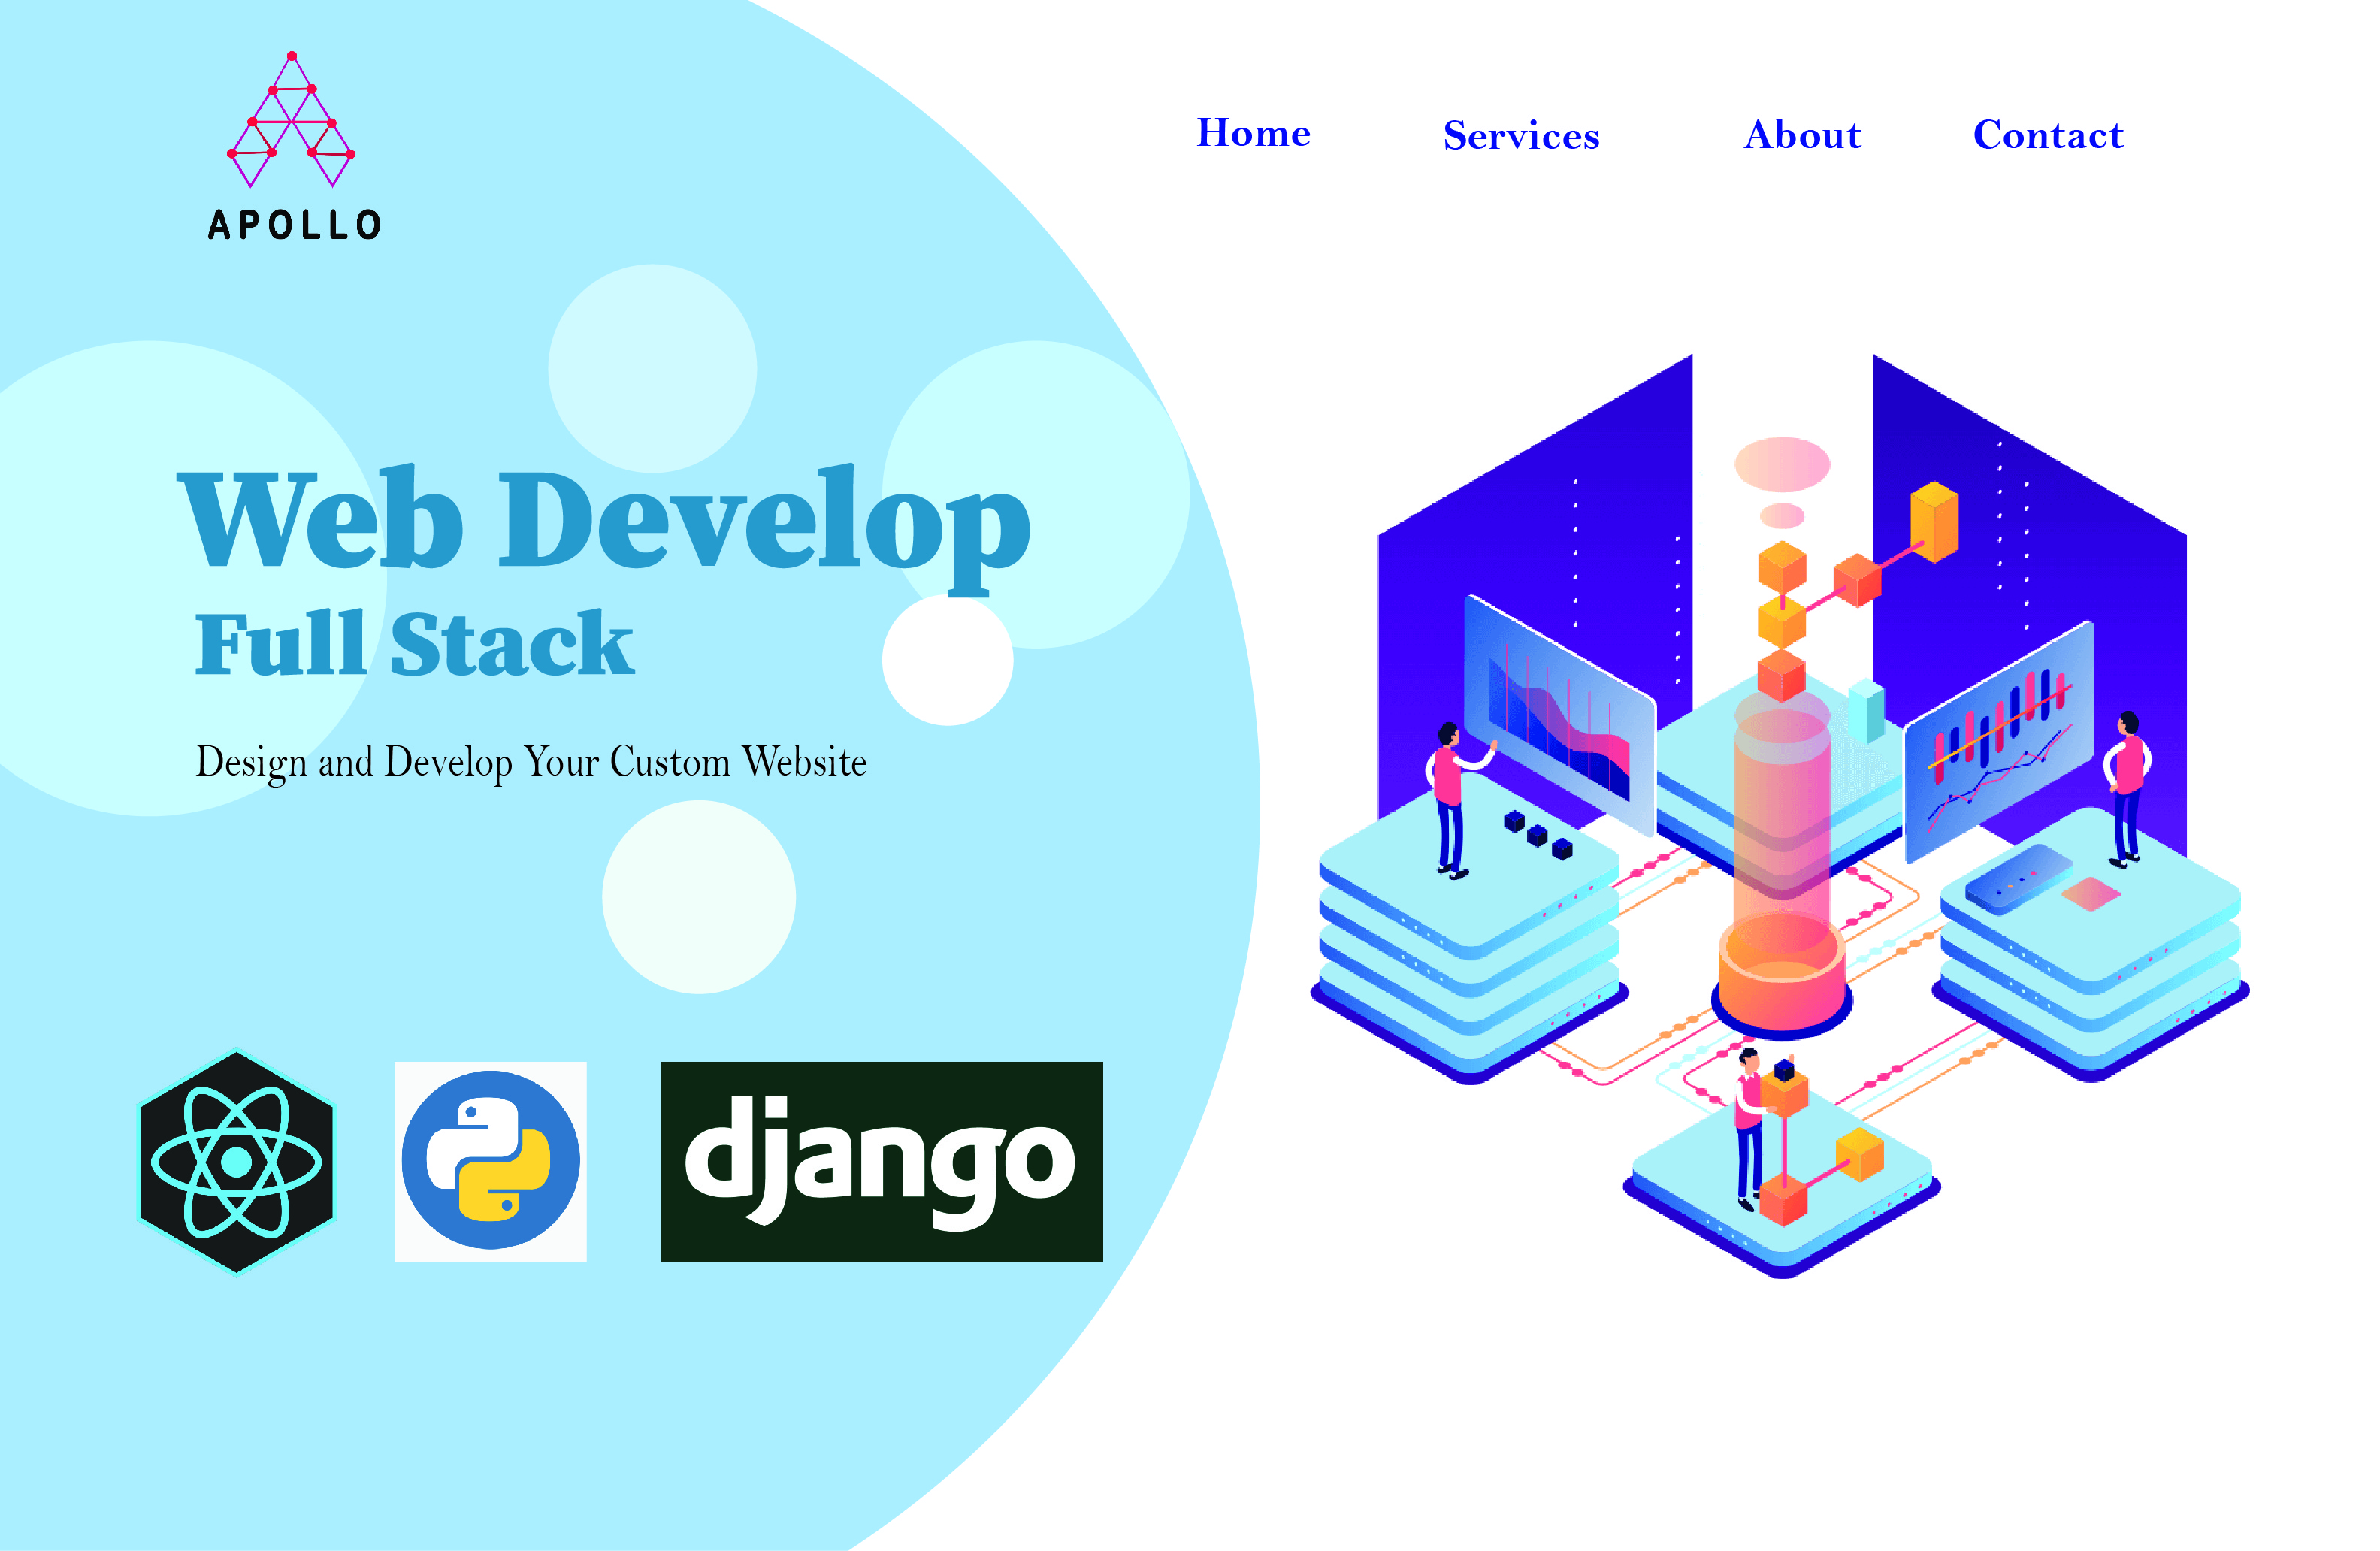 APOLLO
Home Services About Contact
Web Develop
Full Stack
Design and Develop Your Custom Website
django